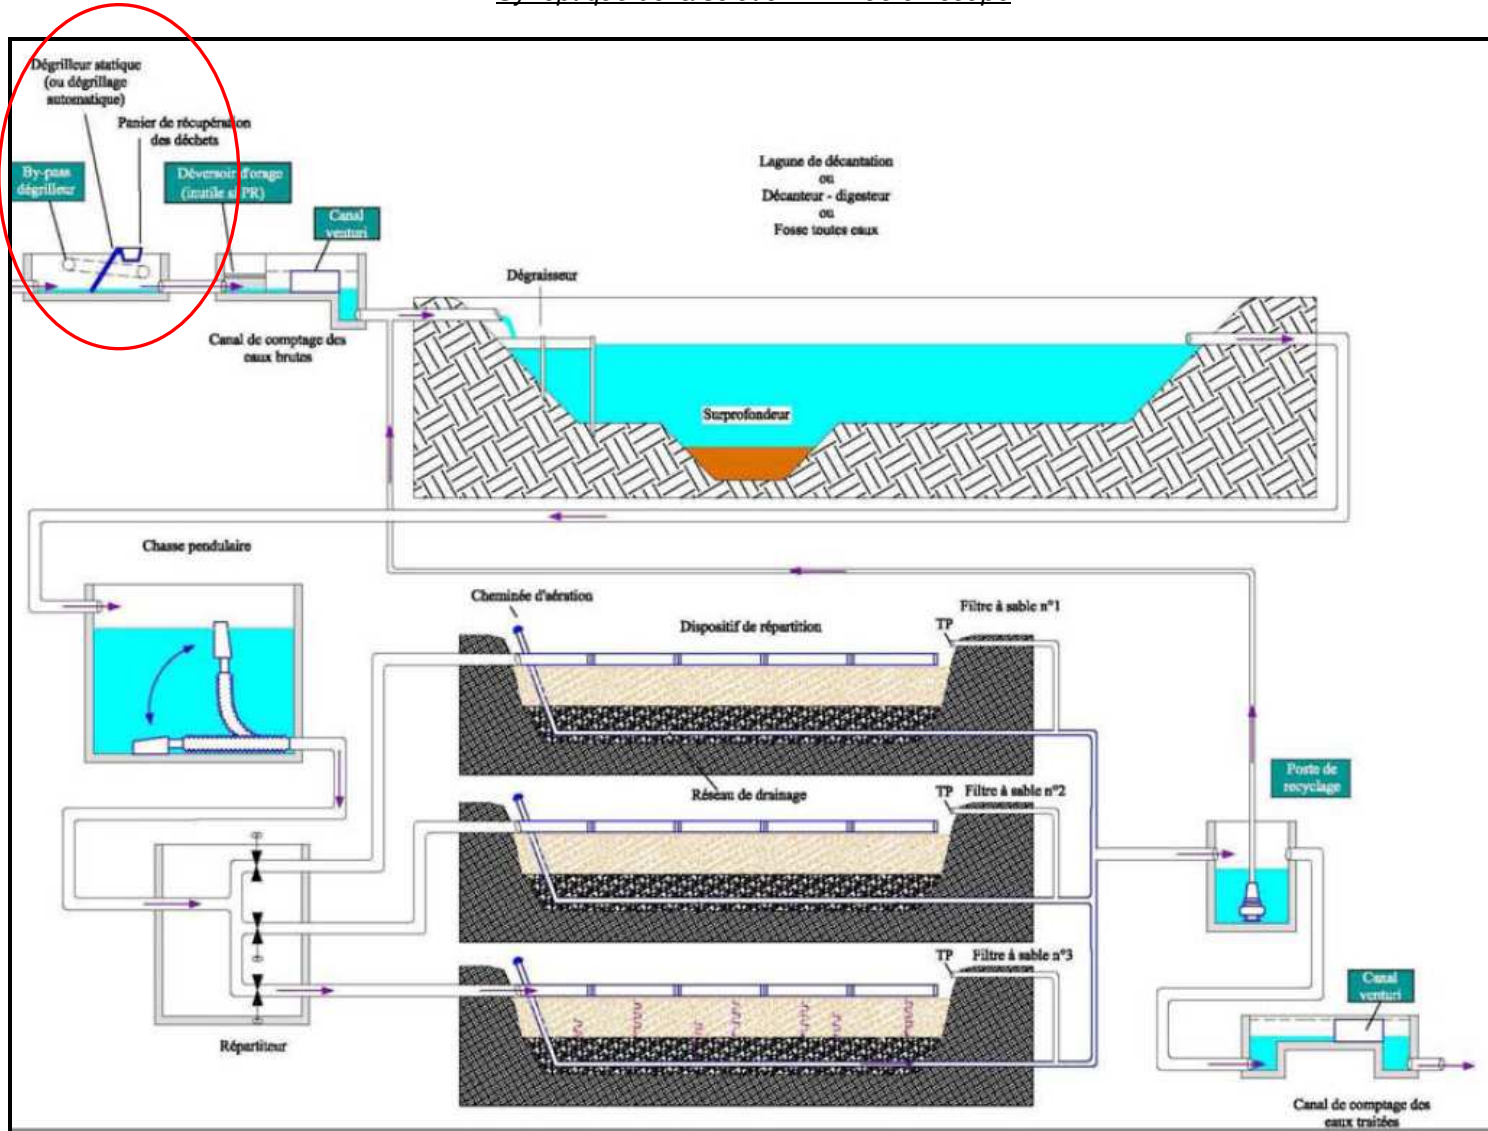 Dégrilleur statique
(ou dégrillage
automatique)
Panier de récupération
des déchets
By-pass
dégrilleur
Déversoir d'orage
(inutile si PR)
Canal
venturi
Canal de comptage des
eaux brutes
Dégraisseur
Lagune de décantation
ou
Décanteur - digesteur
ou
Fosse toutes eaux
Surprofondeur
Chasse pendulaire
Cheminée d'aération
Dispositif de répartition
TP
Filtre à sable n°1
Réseau de drainage
TP
Filtre à sable n°2
Poste de
recyclage
TP
Filtre à sable n°3
Répartiteur
Canal
venturi
Canal de comptage des
eaux traitées